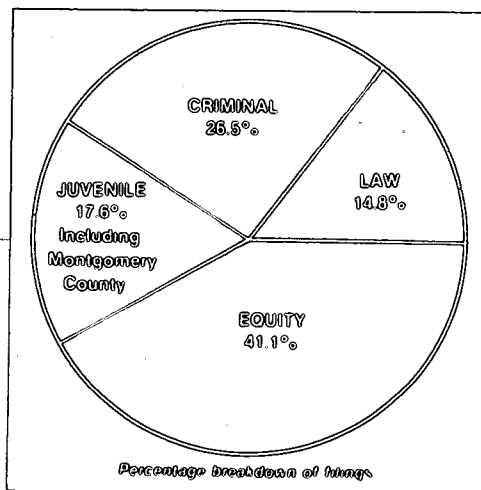 CRIMINAL
26.5%
LAW
14.8%
JUVENILE
17.6%
Including
Montgomery
County
EQUITY
41.1%
Percentage breakdown of filings